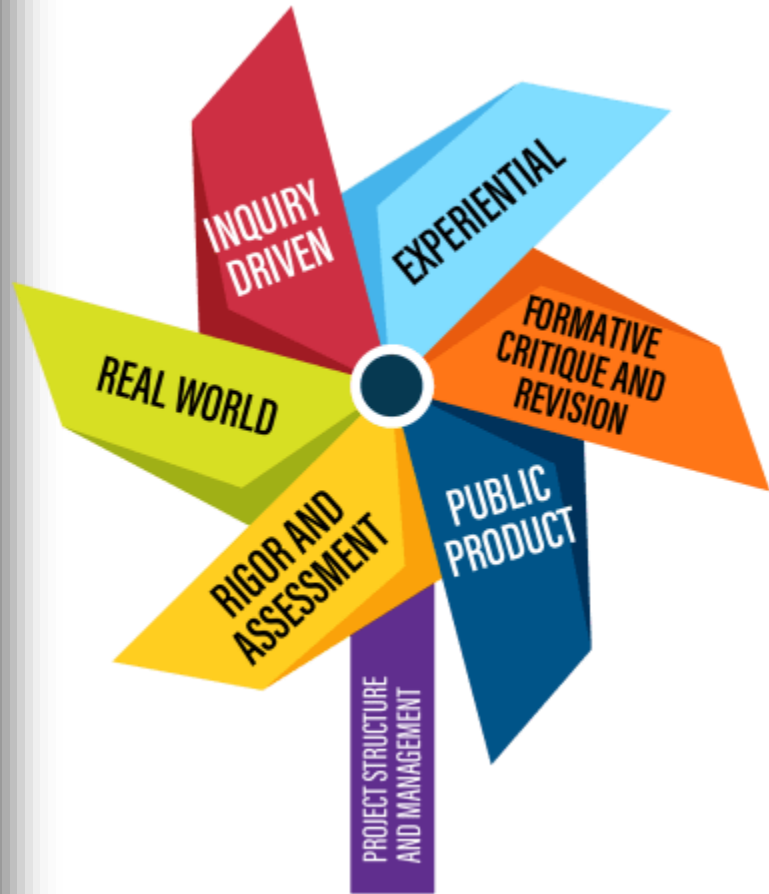 INQUIRY
DRIVEN
EXPERIENTIAL
FORMATIVE
CRITIQUE AND
REVISION
REAL WORLD
PUBLIC
PRODUCT
RIGOR AND
ASSESSMENT
PROJECT STRUCTURE
AND MANAGEMENT